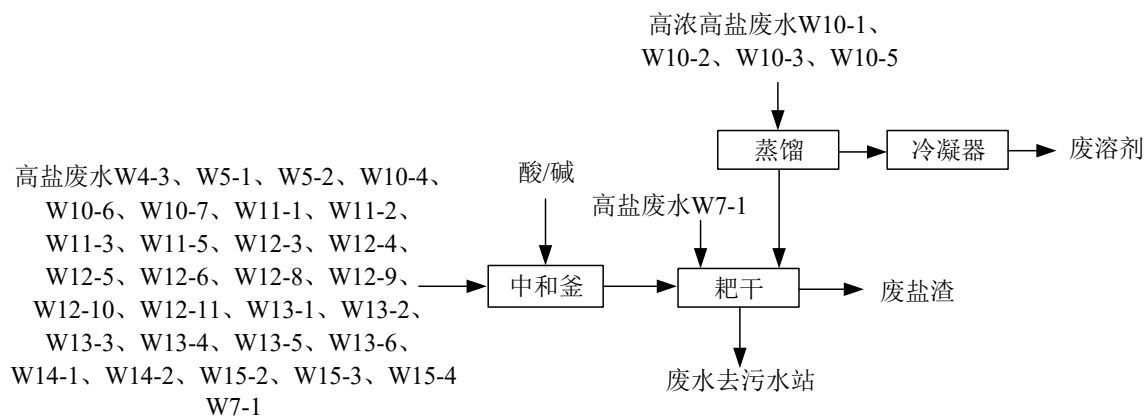 高浓高盐废水W10-1、
W10-2、W10-3、W10-5
蒸馏
冷凝器
废溶剂
高盐废水W4-3、W5-1、W5-2、W10-4、
W10-6、W10-7、W11-1、W11-2、
W11-3、W11-5、W12-3、W12-4、
W12-5、W12-6、W12-8、W12-9、
W12-10、W12-11、W13-1、W13-2、
W13-3、W13-4、W13-5、W13-6、
W14-1、W14-2、W15-2、W15-3、W15-4
W7-1
酸/碱
高盐废水W7-1
中和釜
耙干
废盐渣
废水去污水站